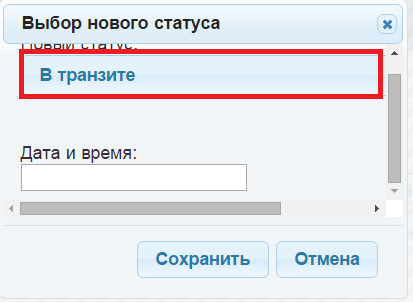 Выбор нового статуса
Новый статус:
В транзите
Дата и время:
Сохранить
Отмена